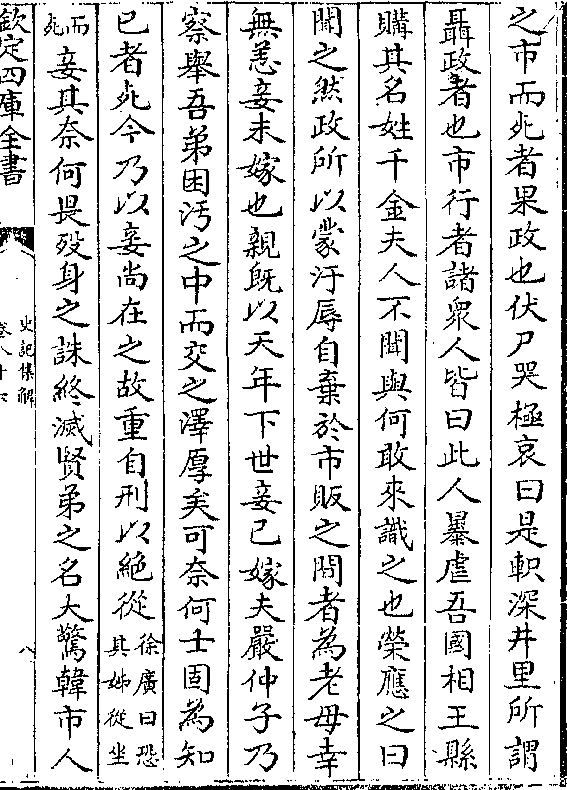 之市而死者果政也伏尸哭極哀曰是軹深井里所謂
聶政者也市行者諸衆人皆曰此人暴虐吾國相王縣
購其名姓千金夫人不聞與何敢來識之也榮應之曰
聞之然政所以蒙汙辱自棄於市販之間者為老母幸
無恙妾未嫁也親既以天年下世妾已嫁夫嚴仲子乃
察舉吾弟困汚之中而交之澤厚矣可奈何士固為知
已者死今乃以妾尚在之故重自刑以絶從徐廣曰恐其姊從坐
而死妾其奈何畏殁身之誅終滅賢弟之名大驚韓市人
欽定四庫全書
史記集解
卷八十六
八